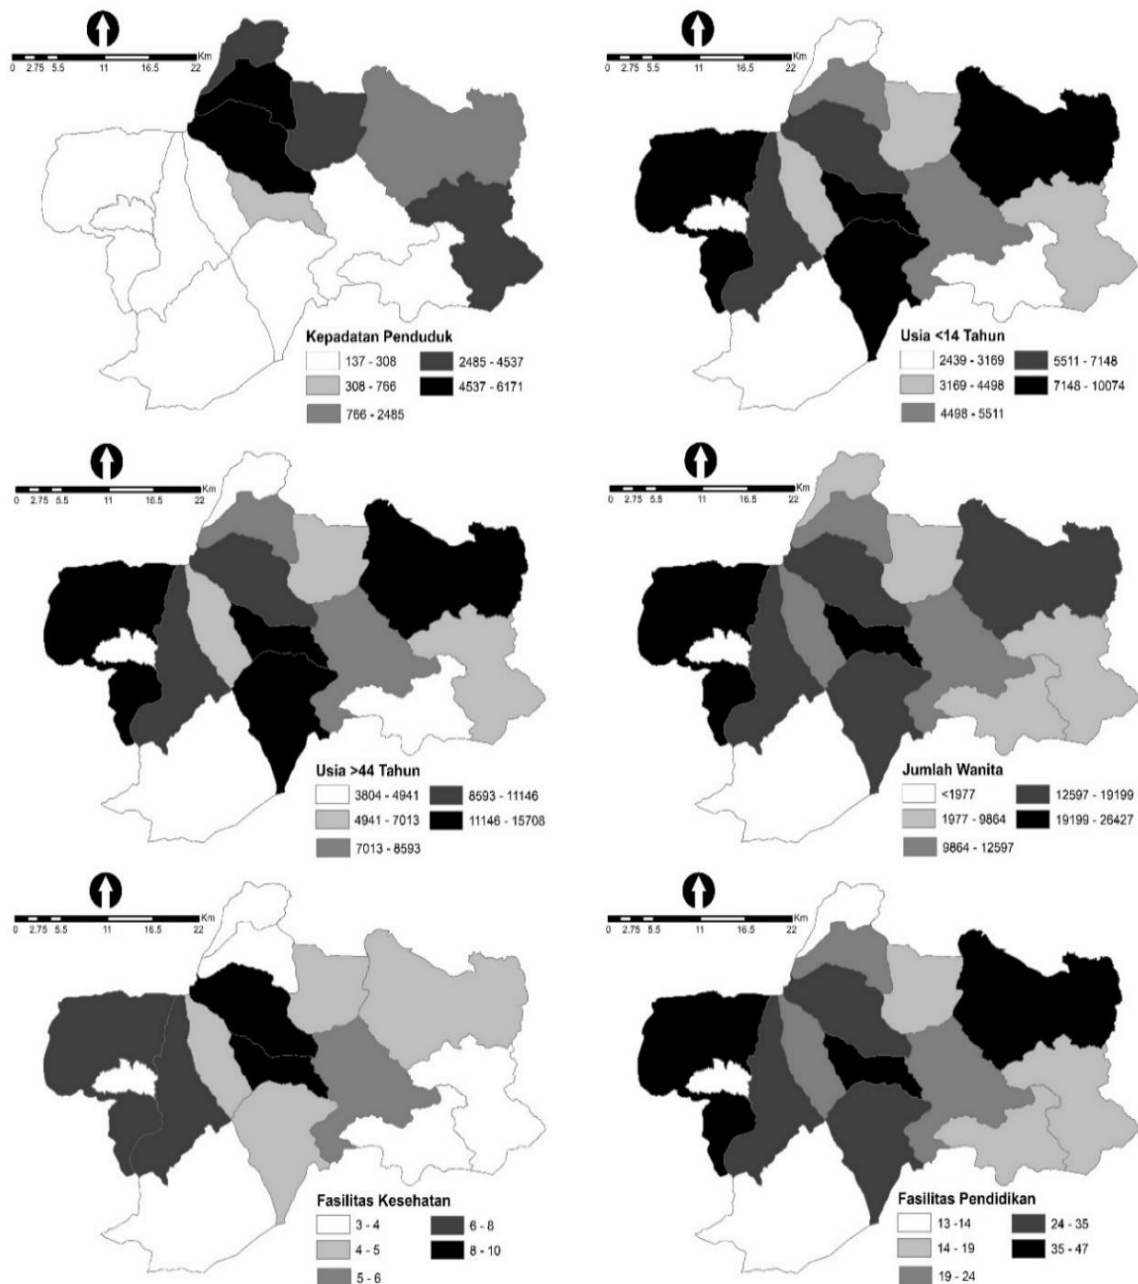 Km
0 2.75 5.5 11 16.5 22
Kepadatan Penduduk
137 - 308
308 - 766
766 - 2485
2485 - 4537
4537 - 6171
Km
0 2.75 5.5 11 16.5 22
Usia <14 Tahun
2439 - 3169
3169 - 4498
4498 - 5511
5511 - 7148
7148 - 10074
Km
0 2.75 5.5 11 16.5 22
Usia >44 Tahun
3804 - 4941
4941 - 7013
7013 - 8593
8593 - 11146
11146 - 15708
Km
0 2.75 5.5 11 16.5 22
Jumlah Wanita
<1977
1977 - 9864
9864 - 12597
12597 - 19199
19199 - 26427
Km
0 2.75 5.5 11 16.5 22
Fasilitas Kesehatan
3 - 4
4 - 5
5 - 6
6 - 8
8 - 10
Km
0 2.75 5.5 11 16.5 22
Fasilitas Pendidikan
13 - 14
14 - 19
19 - 24
24 - 35
35 - 47